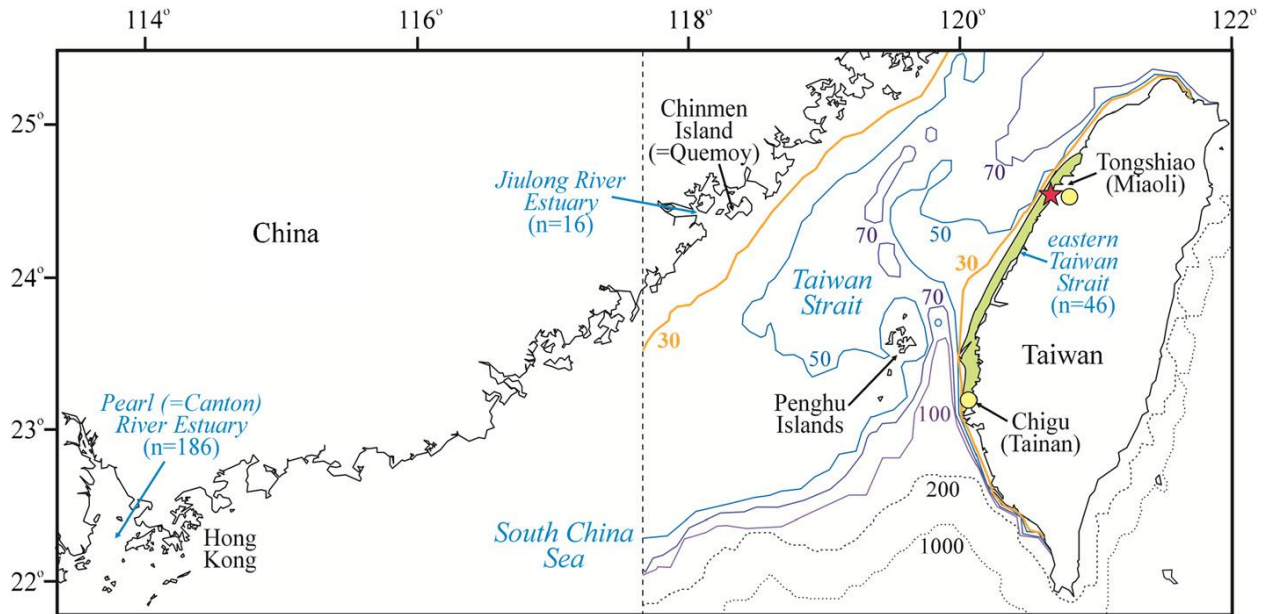 114°
116°
118°
120°
122°
25°
24°
23°
22°
China
Chinmen
Island
(=Quemoy)
Jiulong River
Estuary
(n=16)
Pearl (=Canton)
River Estuary
(n=186)
Hong
Kong
South China
Sea
Taiwan
Strait
Penghu
Islands
30
50
70
70
50
70
30
70
100
200
1000
Tongshiao
(Miaoli)
eastern
Taiwan
Strait
(n=46)
Taiwan
Chigu
(Tainan)